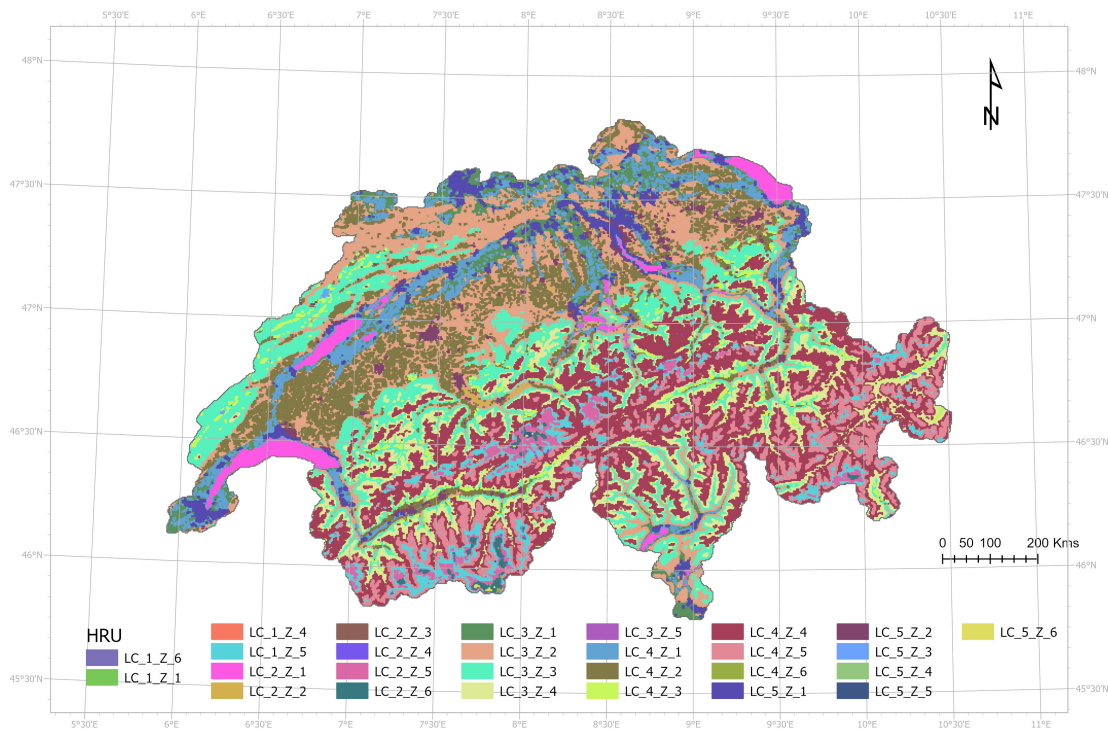 5°30'E 6°E 6°30'E 7°E 7°30'E 8°E 8°30'E 9°E 9°30'E 10°E 10°30'E 11°E
48°N 48°N
N
47°30'N 47°30'N
47°N 47°N
46°30'N 46°30'N
0 50 100 200 Kms
46°N 46°N
HRU
LC_1_Z_6
LC_1_Z_1
LC_1_Z_4
LC_1_Z_5
LC_2_Z_1
LC_2_Z_2
LC_2_Z_3
LC_2_Z_4
LC_2_Z_5
LC_2_Z_6
LC_3_Z_1
LC_3_Z_2
LC_3_Z_3
LC_3_Z_4
LC_3_Z_5
LC_4_Z_1
LC_4_Z_2
LC_4_Z_3
LC_4_Z_4
LC_4_Z_5
LC_4_Z_6
LC_5_Z_1
LC_5_Z_2
LC_5_Z_3
LC_5_Z_4
LC_5_Z_5
LC_5_Z_6
45°30'N 45°30'N
5°30'E 6°E 6°30'E 7°E 7°30'E 8°E 8°30'E 9°E 9°30'E 10°E 10°30'E 11°E